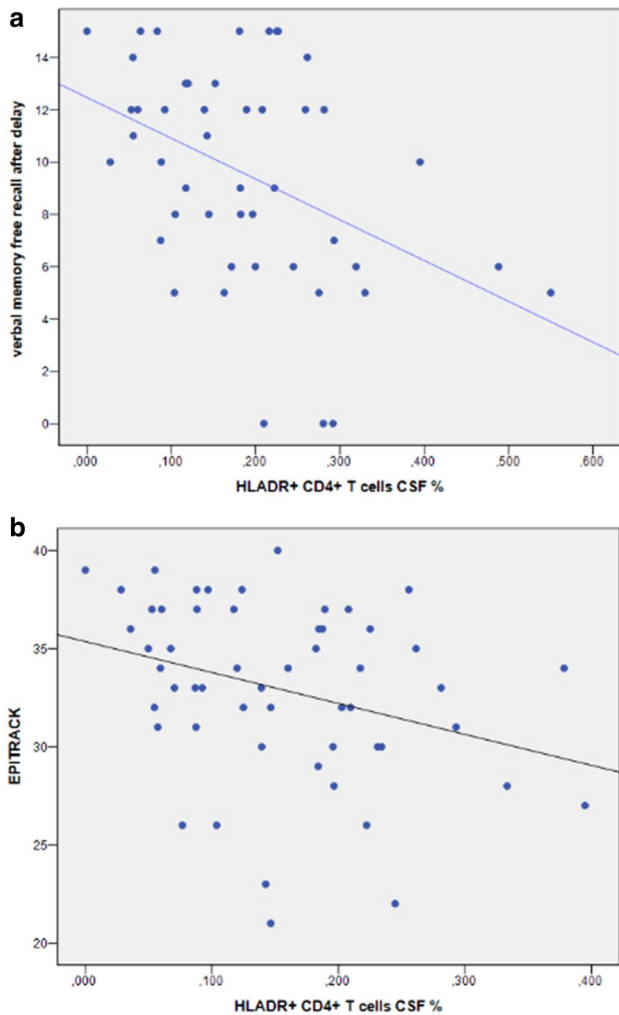 a
verbal memory free recall after delay
14
12
10
8
6
4
2
0
,000 ,100 ,200 ,300 ,400 ,500 ,600
HLADR+ CD4+ T cells CSF %
b
EPITRACK
40
35
30
25
20
,000 ,100 ,200 ,300 ,400
HLADR+ CD4+ T cells CSF %